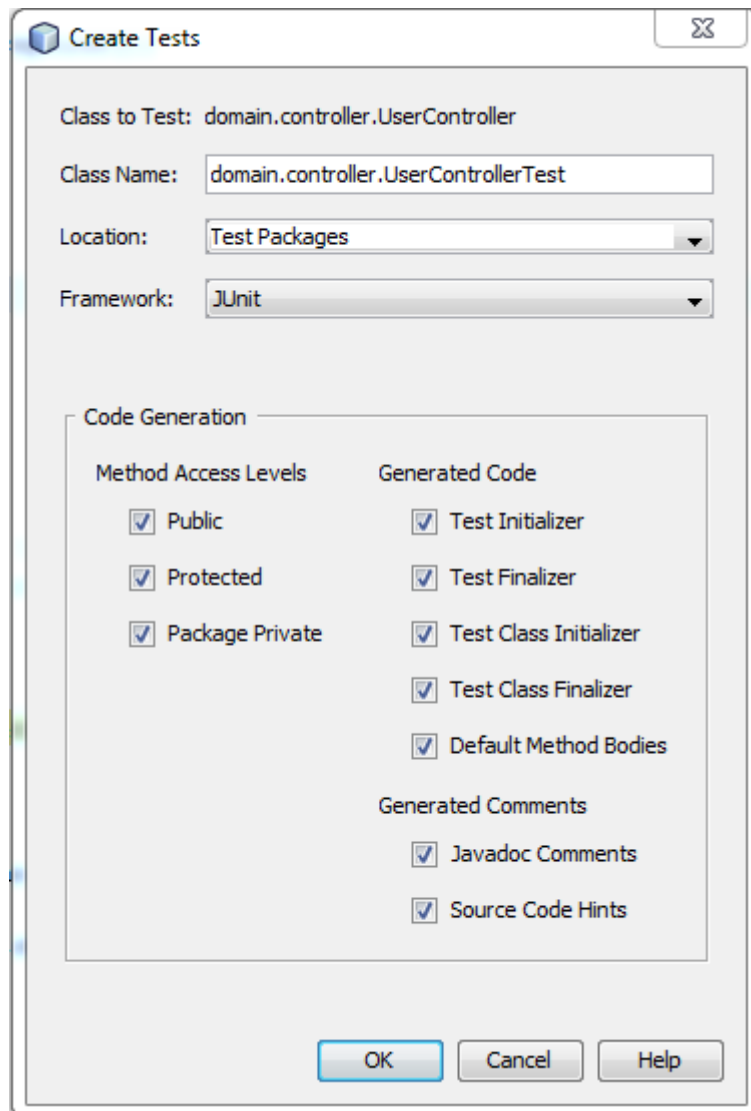 Create Tests
Class to Test: domain.controller.UserController
Class Name: domain.controller.UserControllerTest
Location: Test Packages
Framework: JUnit
Code Generation
Method Access Levels
Public
Protected
Package Private
Generated Code
Test Initializer
Test Finalizer
Test Class Initializer
Test Class Finalizer
Default Method Bodies
Generated Comments
Javadoc Comments
Source Code Hints
OK Cancel Help